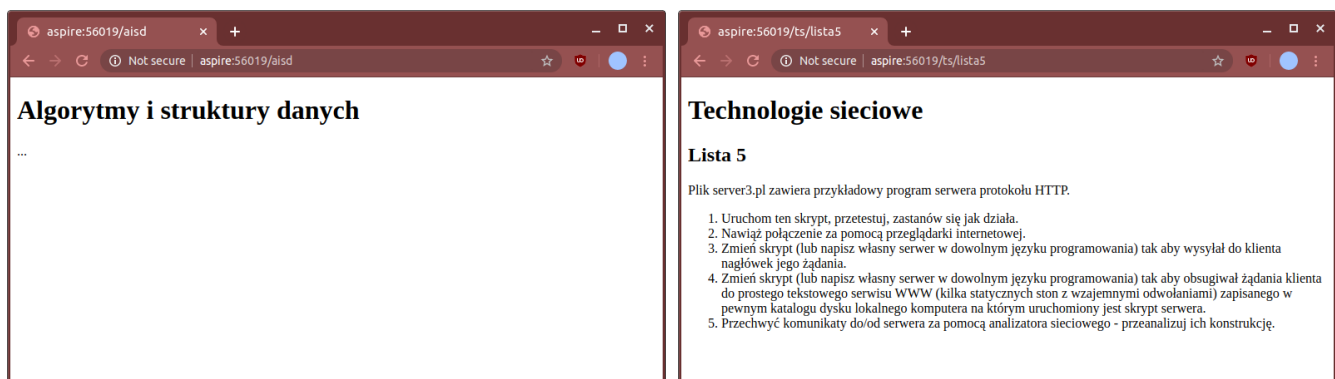 aspire:56019/aisd
Not secure | aspire:56019/aisd
Algorytmy i struktury danych
...
aspire:56019/ts/lista5
Not secure | aspire:56019/ts/lista5
Technologie sieciowe
Lista 5
Plik server3.pl zawiera przykładowy program serwera protokołu HTTP.
1. Uruchom ten skrypt, przetestuj, zastanów się jak działa.
2. Nawiąż połączenie za pomocą przeglądarki internetowej.
3. Zmień skrypt (lub napisz własny serwer w dowolnym języku programowania) tak aby wysyłał do klienta
nagłówek jego żądania.
4. Zmień skrypt (lub napisz własny serwer w dowolnym języku programowania) tak aby obsugiwał żądania klienta
do prostego tekstowego serwisu WWW (kilka statycznych ston z wzajemnymi odwołaniami) zapisanego w
pewnym katalogu dysku lokalnego komputera na którym uruchomiony jest skrypt serwera.
5. Przechwyć komunikaty do/od serwera za pomocą analizatora sieciowego - przeanalizuj ich konstrukcję.